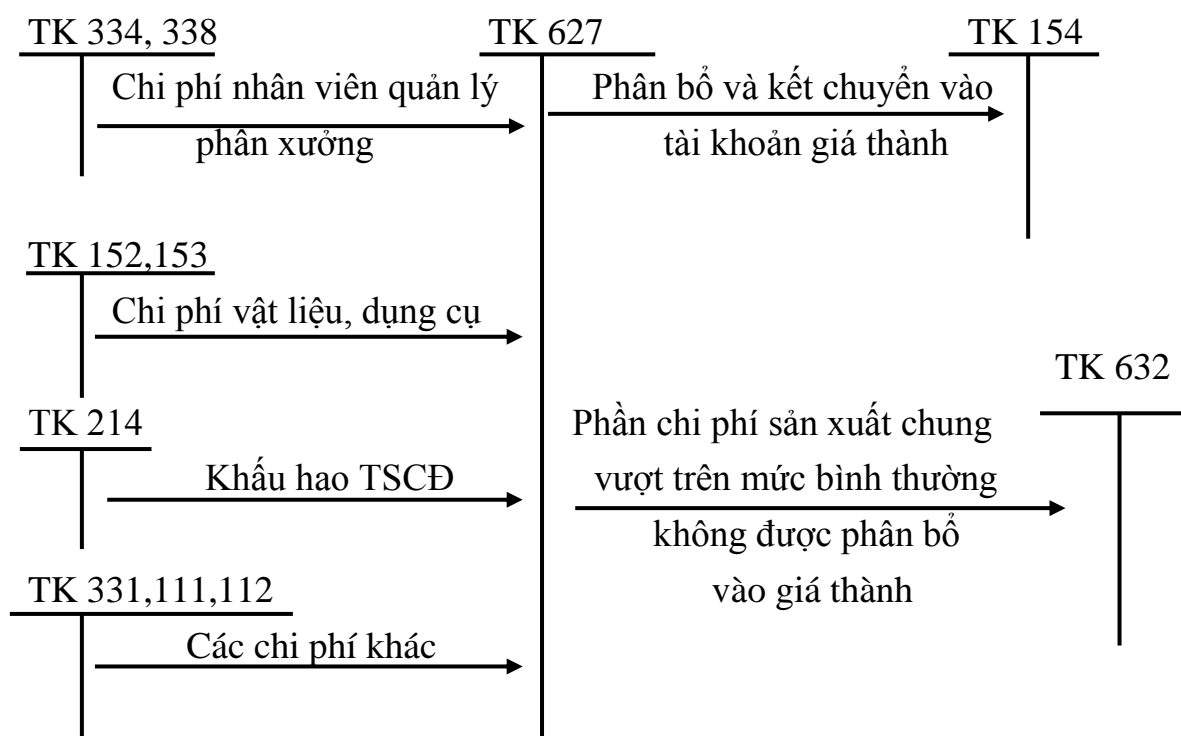 TK 334, 338
TK 627
TK 154
Chi phí nhân viên quản lý
phân xưởng
Phân bổ và kết chuyển vào
tài khoản giá thành
TK 152,153
Chi phí vật liệu, dụng cụ
TK 632
TK 214
Khấu hao TSCĐ
Phần chi phí sản xuất chung
vượt trên mức bình thường
không được phân bổ
vào giá thành
TK 331,111,112
Các chi phí khác